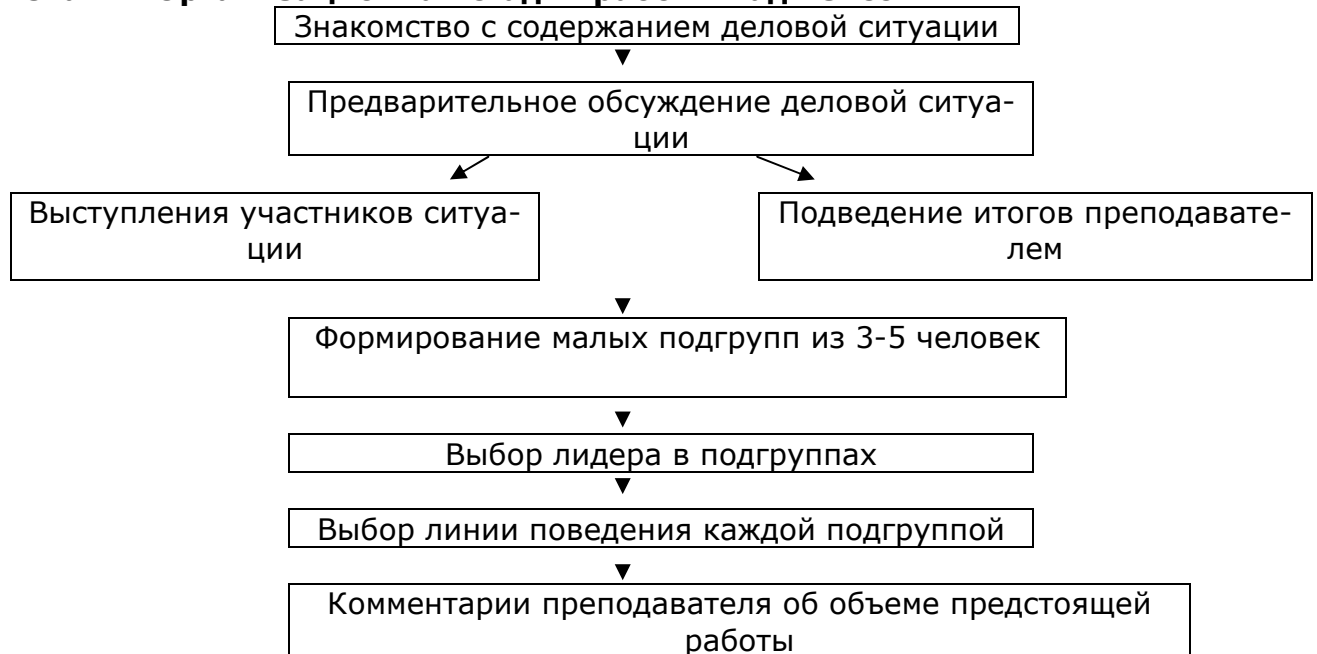 Знакомство с содержанием деловой ситуации
Предварительное обсуждение деловой ситуа-
ции
Выступления участников ситуа-
ции
Подведение итогов преподавате-
лем
Формирование малых подгрупп из 3-5 человек
Выбор лидера в подгруппах
Выбор линии поведения каждой подгруппой
Комментарии преподавателя об объеме предстоящей
работы